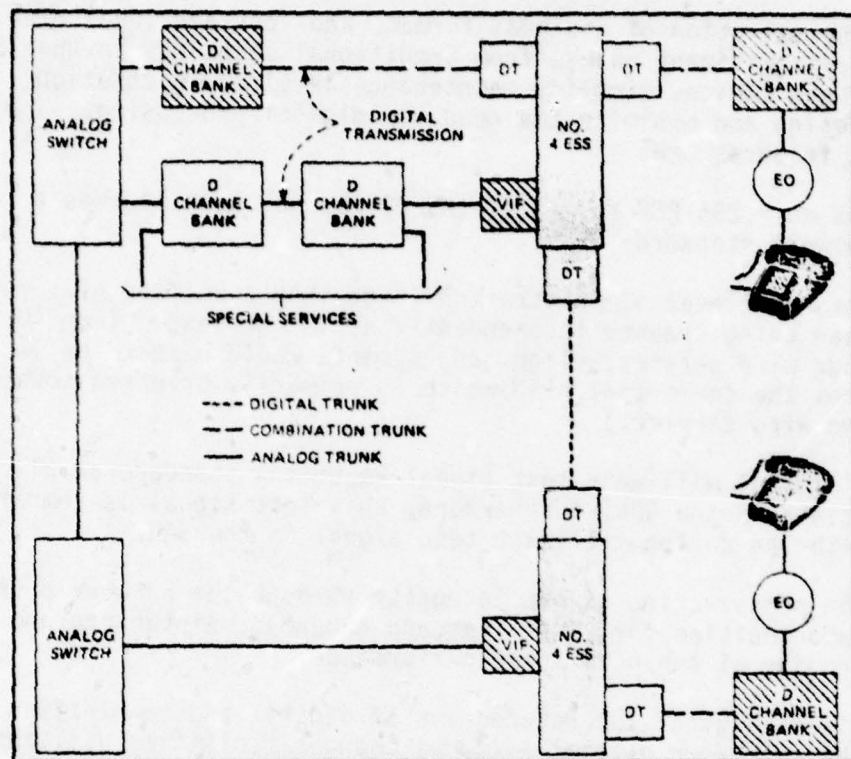 D
CHANNEL
BANK
DT
DT
D
CHANNEL
BANK
ANALOG
SWITCH
DIGITAL
TRANSMISSION
NO.
4 ESS
D
CHANNEL
BANK
D
CHANNEL
BANK
VIF
EO
DT
SPECIAL SERVICES
DIGITAL TRUNK
COMBINATION TRUNK
ANALOG TRUNK
DT
ANALOG
SWITCH
VIF
NO.
4 ESS
EO
DT
D
CHANNEL
BANK